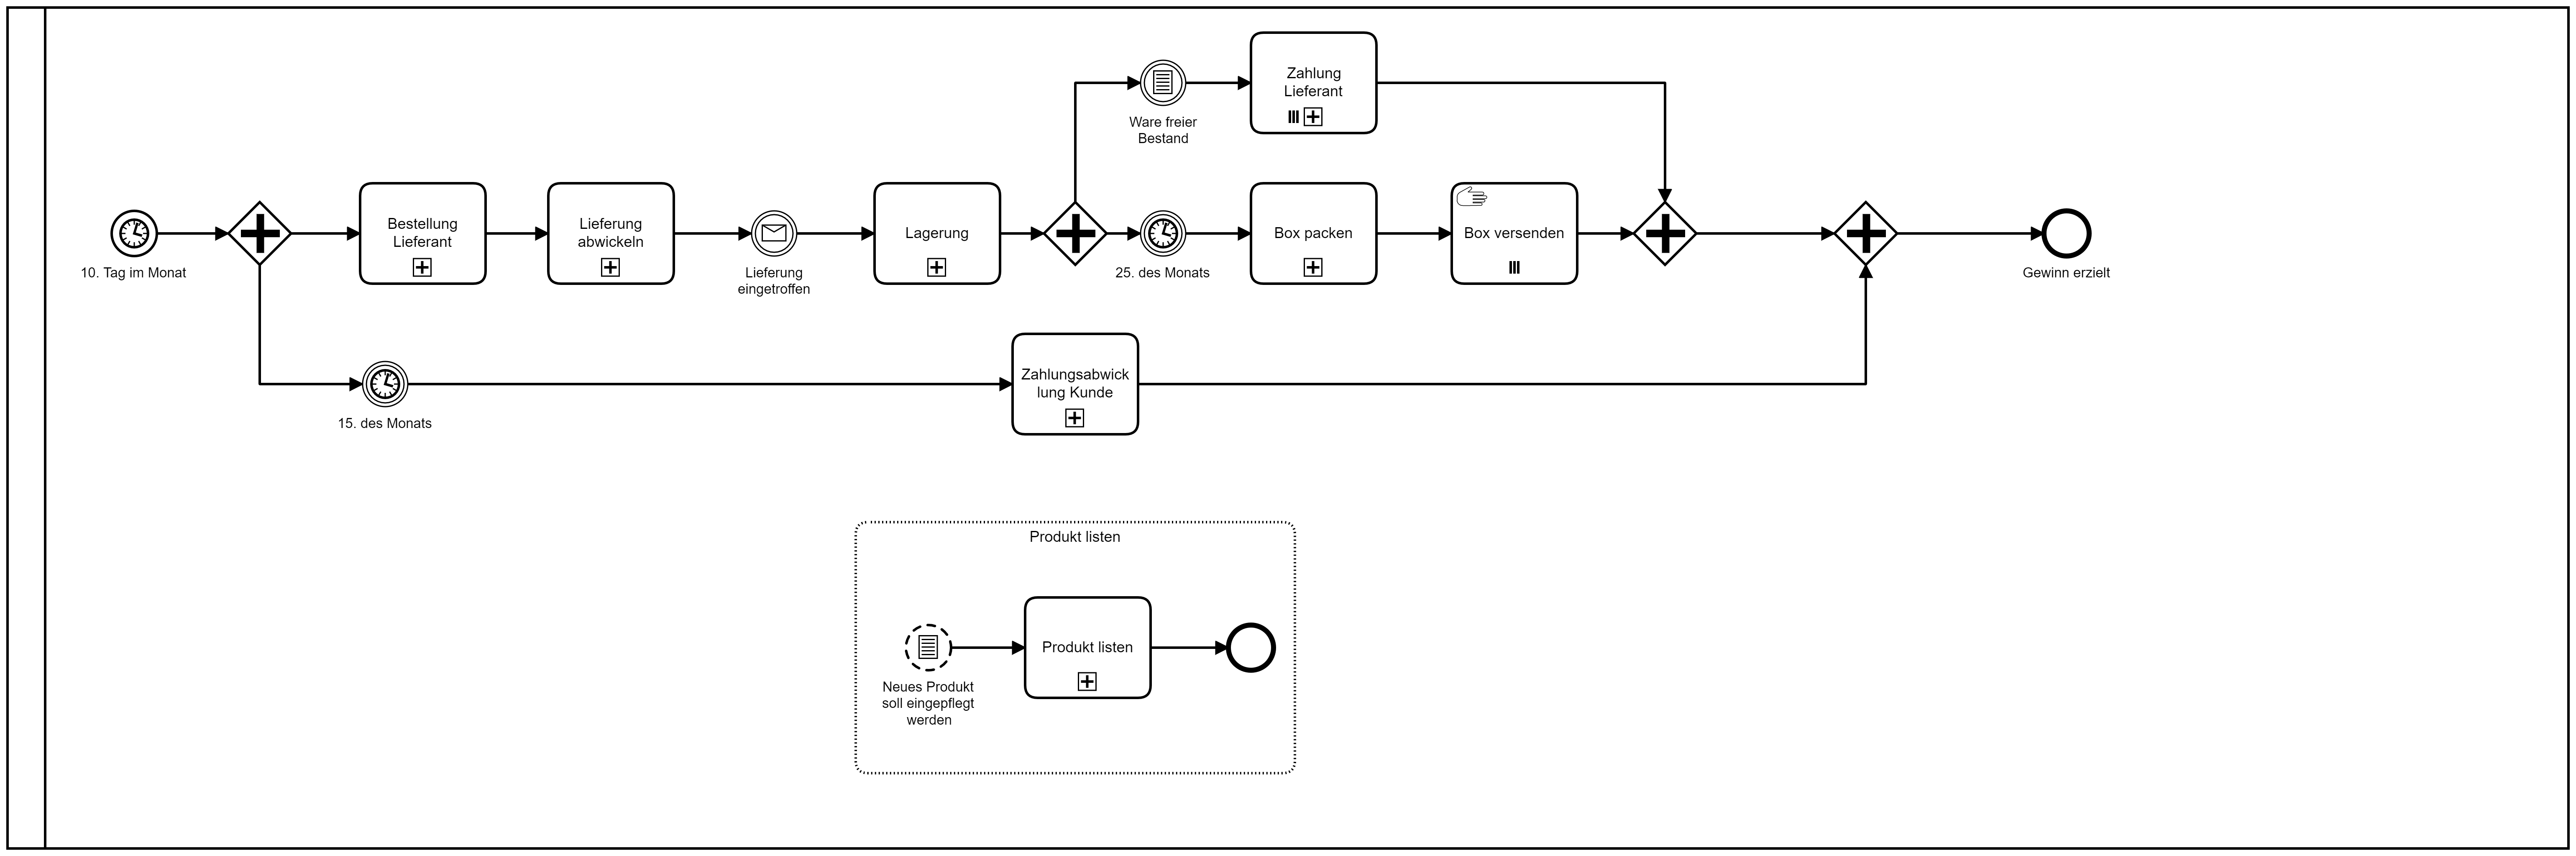 Zahlung
Lieferant
Ware freier
Bestand
10. Tag im Monat
Bestellung
Lieferant
Lieferung
abwickeln
Lieferung
eingetroffen
Lagerung
25. des Monats
Box packen
Box versenden
Gewinn erzielt
15. des Monats
Zahlungsabwick
lung Kunde
Produkt listen
Neues Produkt
soll eingepflegt
werden
Produkt listen